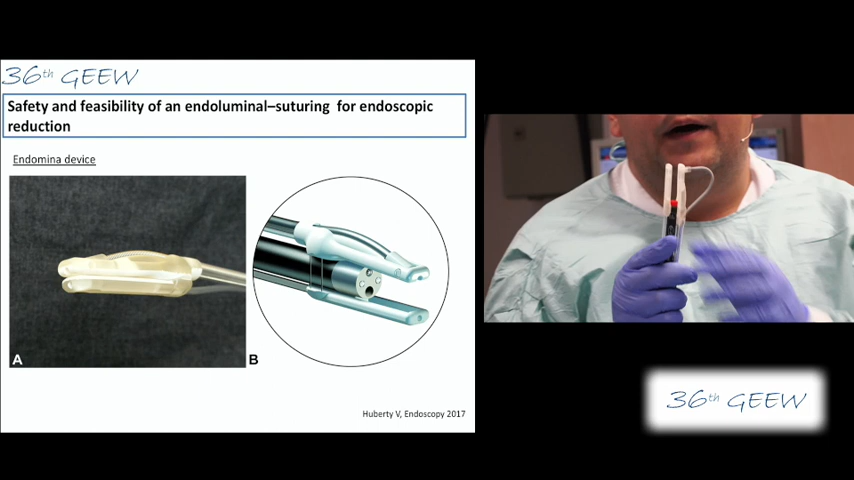 36th GEEW
Safety and feasibility of an endoluminal–suturing for endoscopic
reduction
Endomina device
A
B
Huberty V, Endoscopy 2017
36th GEEW